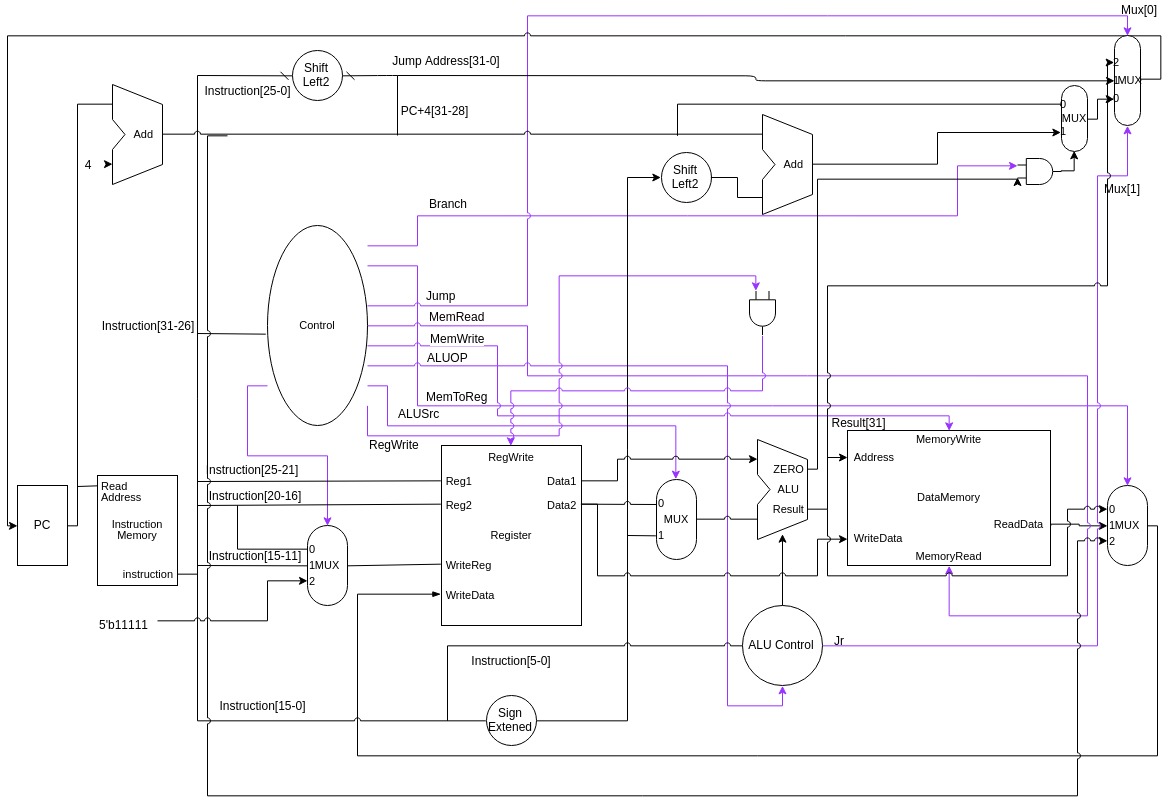 Mux[0]
Shift
Left2
Jump Address[31-0]
2
1MUX
0
Instruction[25-0]
PC+4[31-28]
0
MUX
1
Add
4
Add
Shift
Left2
Mux[1]
Branch
Jump
Instruction[31-26]
Control
MemRead
MemWrite
ALUOP
MemToReg
ALUSrc
RegWrite
Result[31]
MemoryWrite
RegWrite
Address
Instruction[25-21]
Reg1
Data1
ZERO
Read
Address
Instruction[20-16]
Reg2
Data2
0
ALU
DataMemory
Result
0
PC
Instruction
Memory
MUX
ReadData
1MUX
1
Register
WriteData
2
0
Instruction[15-11]
1MUX
WriteReg
MemoryRead
instruction
2
WriteData
5'b11111
ALU Control
Jr
Instruction[5-0]
Instruction[15-0]
Sign
Extened